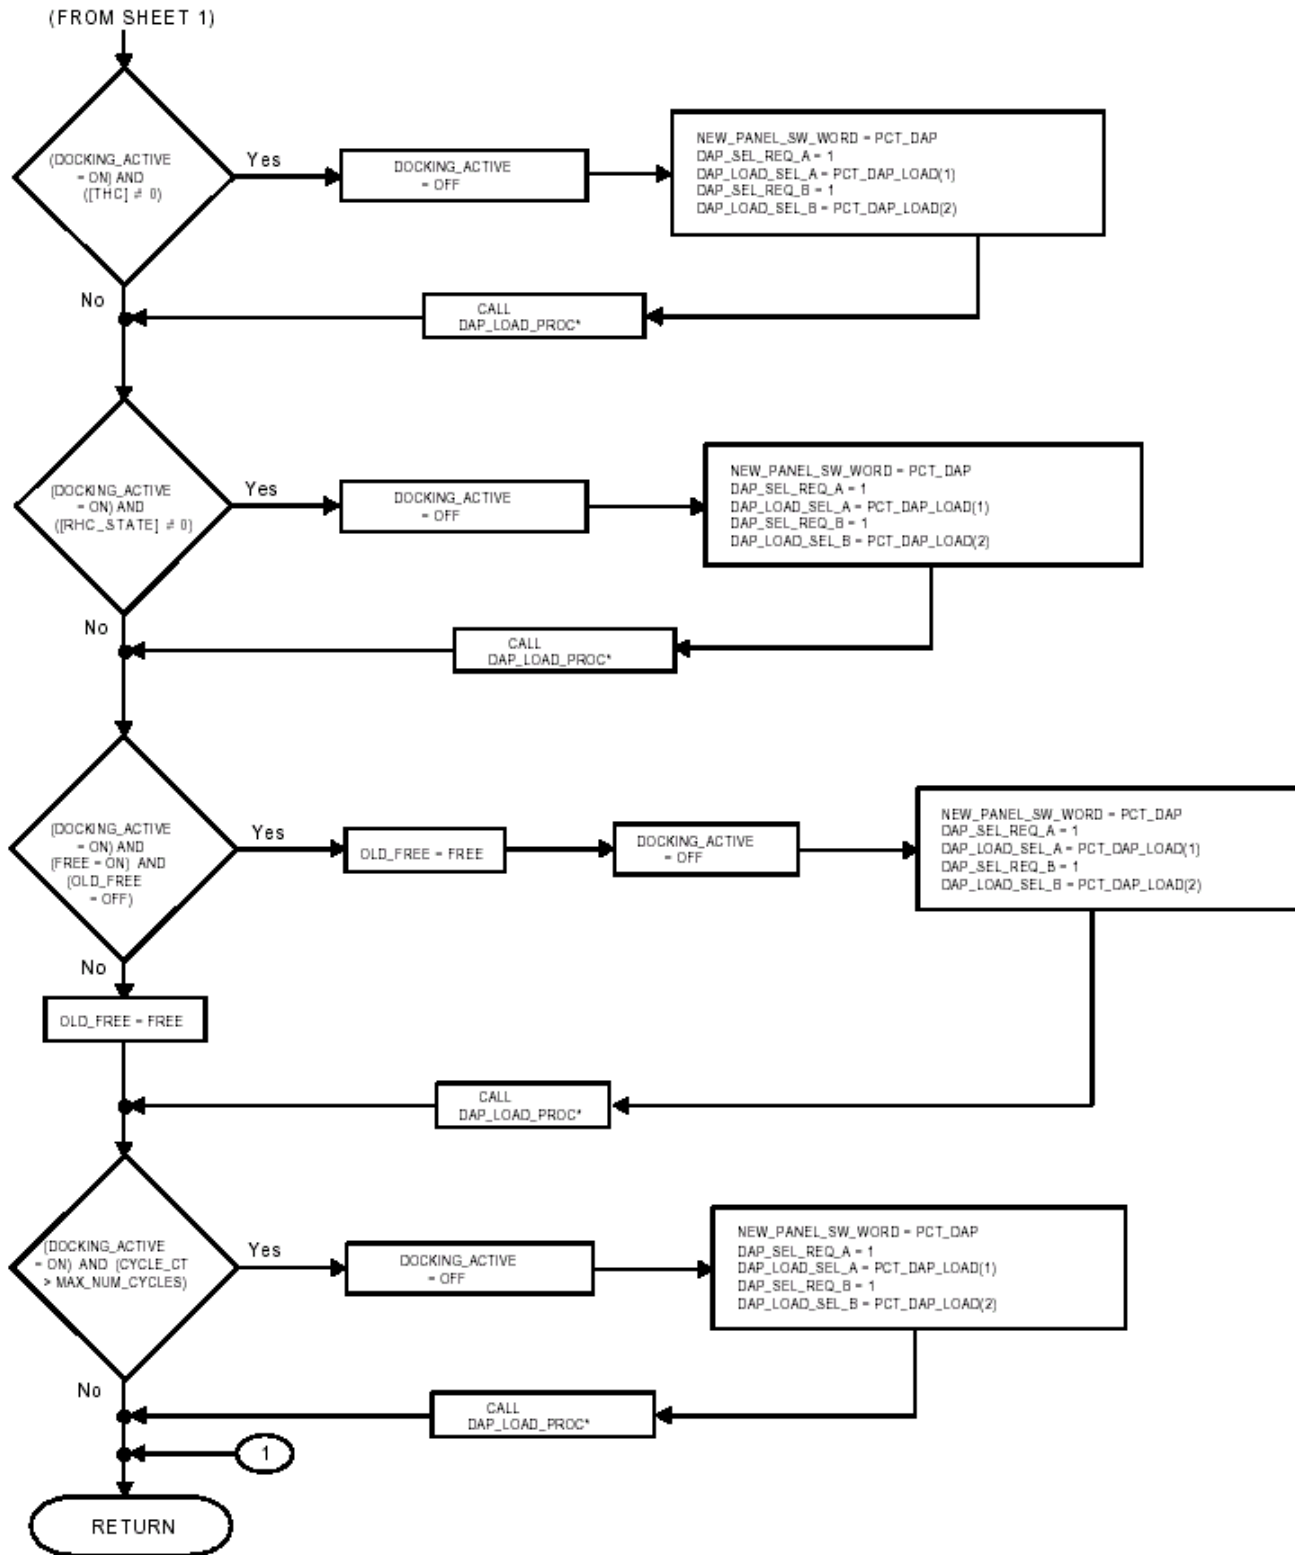 (FROM SHEET 1)
(DOCKING_ACTIVE
= ON) AND
([THC] ≠ 0)
Yes
DOCKING_ACTIVE
= OFF
NEW_PANEL_SW_WORD = PCT_DAP
DAP_SEL_REQ_A = 1
DAP_LOAD_SEL_A = PCT_DAP_LOAD(1)
DAP_SEL_REQ_B = 1
DAP_LOAD_SEL_B = PCT_DAP_LOAD(2)
No
CALL
DAP_LOAD_PROC*
(DOCKING_ACTIVE
= ON) AND
([RHC_STATE] ≠ 0)
Yes
DOCKING_ACTIVE
= OFF
NEW_PANEL_SW_WORD = PCT_DAP
DAP_SEL_REQ_A = 1
DAP_LOAD_SEL_A = PCT_DAP_LOAD(1)
DAP_SEL_REQ_B = 1
DAP_LOAD_SEL_B = PCT_DAP_LOAD(2)
No
CALL
DAP_LOAD_PROC*
(DOCKING_ACTIVE
= ON) AND
(FREE = ON) AND
(OLD_FREE
= OFF)
Yes
OLD_FREE = FREE
DOCKING_ACTIVE
= OFF
NEW_PANEL_SW_WORD = PCT_DAP
DAP_SEL_REQ_A = 1
DAP_LOAD_SEL_A = PCT_DAP_LOAD(1)
DAP_SEL_REQ_B = 1
DAP_LOAD_SEL_B = PCT_DAP_LOAD(2)
No
OLD_FREE = FREE
CALL
DAP_LOAD_PROC*
(DOCKING_ACTIVE
= ON) AND (CYCLE_CT
> MAX_NUM_CYCLES)
Yes
DOCKING_ACTIVE
= OFF
NEW_PANEL_SW_WORD = PCT_DAP
DAP_SEL_REQ_A = 1
DAP_LOAD_SEL_A = PCT_DAP_LOAD(1)
DAP_SEL_REQ_B = 1
DAP_LOAD_SEL_B = PCT_DAP_LOAD(2)
No
CALL
DAP_LOAD_PROC*
1
RETURN